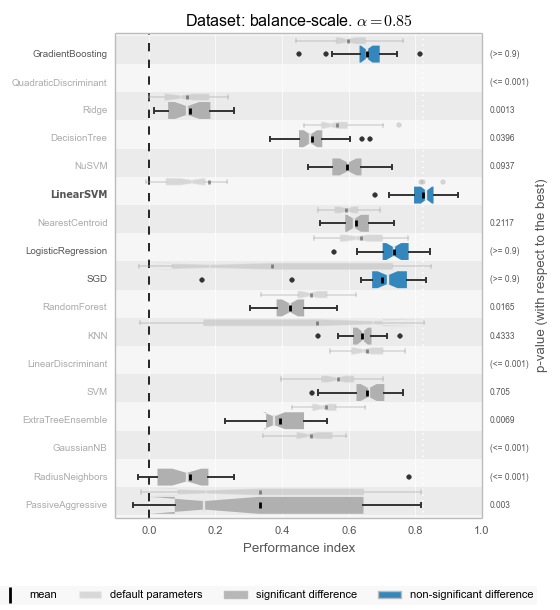 Dataset: balance-scale. α = 0.85
GradientBoosting (>= 0.9)
QuadraticDiscriminant (<= 0.001)
Ridge 0.0013
DecisionTree 0.0396
NuSVM 0.0937
LinearSVM
NearestCentroid 0.2117
LogisticRegression (>= 0.9)
SGD (>= 0.9)
RandomForest 0.0165
KNN 0.4333
LinearDiscriminant (<= 0.001)
SVM 0.705
ExtraTreeEnsemble 0.0069
GaussianNB (<= 0.001)
RadiusNeighbors (<= 0.001)
PassiveAggressive 0.003
p-value (with respect to the best)
0.0 0.2 0.4 0.6 0.8 1.0
Performance index
mean default parameters significant difference non-significant difference